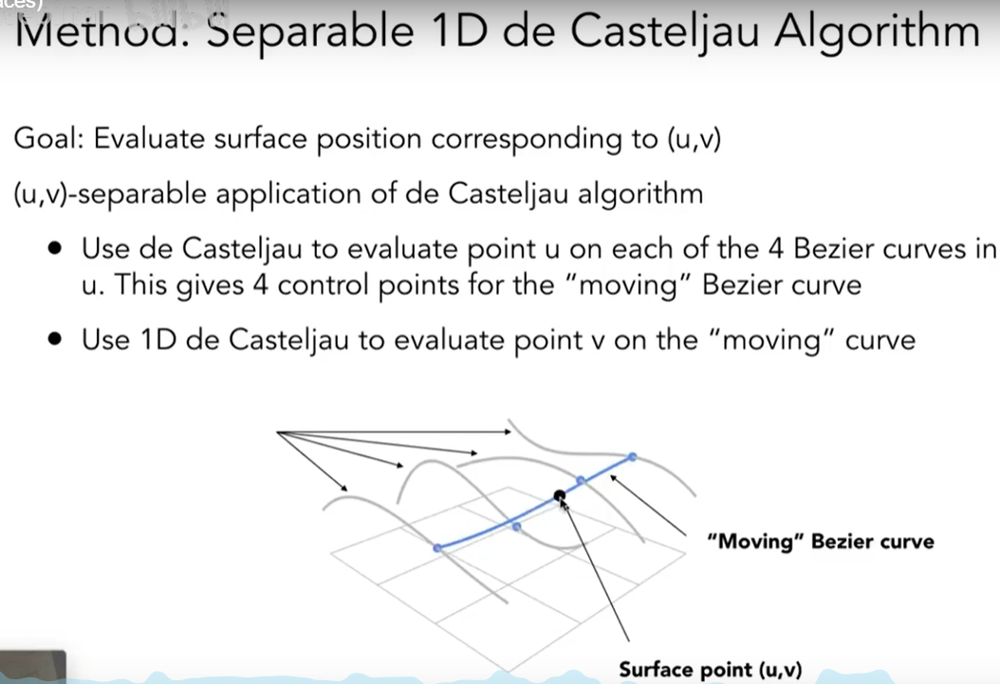 aces)
Method: Separable 1D de Casteljau Algorithm
Goal: Evaluate surface position corresponding to (u,v)
(u,v)-separable application of de Casteljau algorithm
• Use de Casteljau to evaluate point u on each of the 4 Bezier curves in
u. This gives 4 control points for the “moving” Bezier curve
• Use 1D de Casteljau to evaluate point v on the “moving” curve
“Moving” Bezier curve
Surface point (u,v)